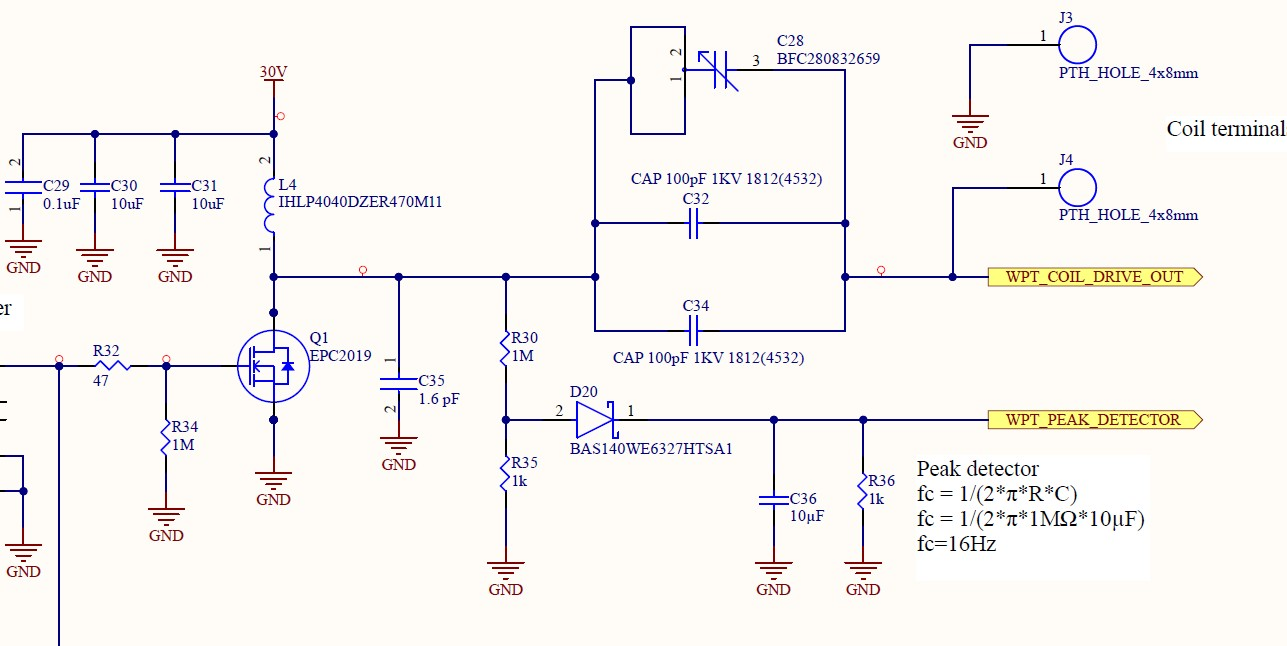 J3
1
PTH_HOLE_4x8mm
GND
Coil terminal
J4
1
PTH_HOLE_4x8mm
C28
BFC280832659
2
1
3
30V
2
C29
0.1uF
1
GND
C30
10uF
GND
C31
10uF
GND
2
L4
IHLP4040DZER470M11
1
CAP 100pF 1KV 1812(4532)
C32
C34
CAP 100pF 1KV 1812(4532)
WPT_COIL_DRIVE_OUT
er
R32
47
Q1
EPC2019
R34
1M
GND
GND
GND
1
C35
1.6 pF
2
GND
R30
1M
R35
1k
GND
D20
2
1
BAS140WE6327HTSA1
WPT_PEAK_DETECTOR
C36
10µF
GND
R36
1k
GND
Peak detector
fc = 1/(2*π*R*C)
fc = 1/(2*π*1MΩ*10µF)
fc=16Hz